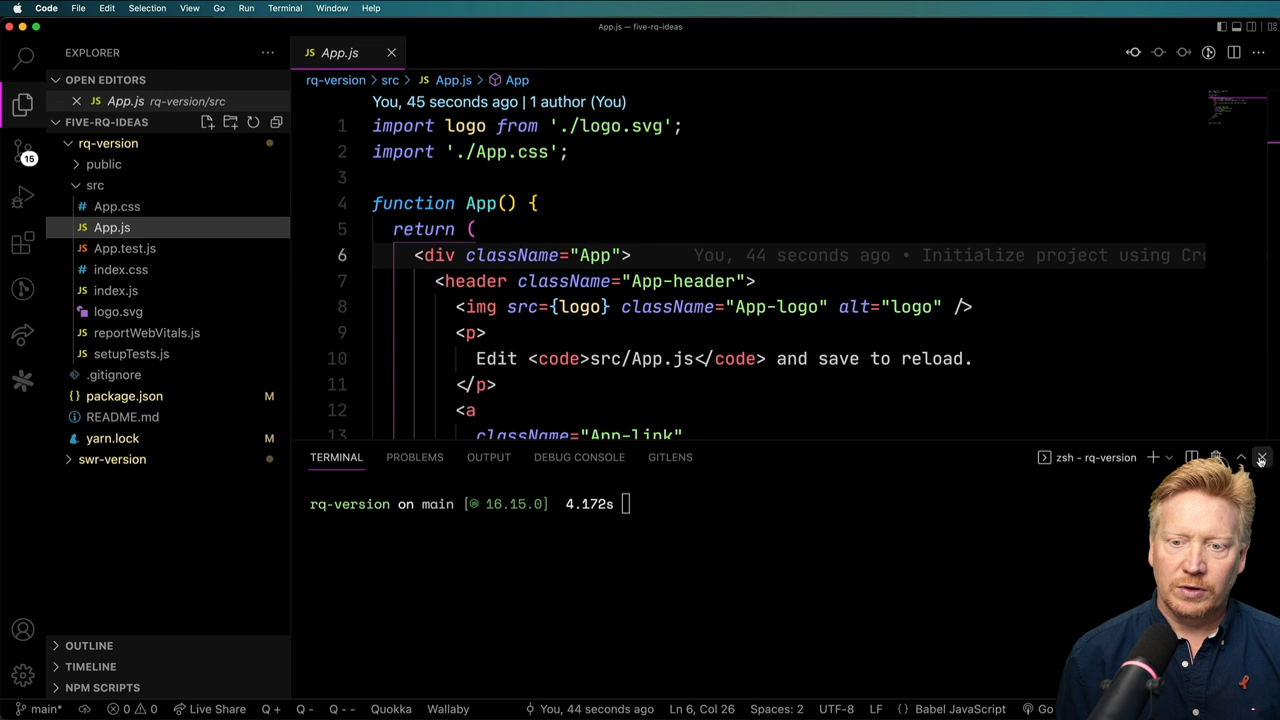 Code File Edit Selection View Go Run Terminal Window Help
App.js — five-rq-ideas
EXPLORER
OPEN EDITORS
App.js rq-version/src
FIVE-RQ-IDEAS
rq-version
public
src
App.css
App.js
App.test.js
index.css
index.js
logo.svg
reportWebVitals.js
setupTests.js
.gitignore
package.json M
README.md
yarn.lock M
swr-version
OUTLINE
TIMELINE
NPM SCRIPTS
15
JS App.js
rq-version > src > JS App.js > App
You, 45 seconds ago | 1 author (You)
1 import logo from './logo.svg';
2 import './App.css';
3
4 function App() {
5 return (
6 <div className="App"> You, 44 seconds ago • Initialize project using Cr
7 <header className="App-header">
8 <img src={logo} className="App-logo" alt="logo" />
9 <p>
10 Edit <code>src/App.js</code> and save to reload.
11 </p>
12 <a
13 className="App-link"
TERMINAL PROBLEMS OUTPUT DEBUG CONSOLE GITLENS
zsh - rq-version
rq-version on main [ 16.15.0] 4.172s
main* 0 0 Live Share Q + Q - Q -- Quokka Wallaby You, 44 seconds ago Ln 6, Col 26 Spaces: 2 UTF-8 LF {} Babel JavaScript Go